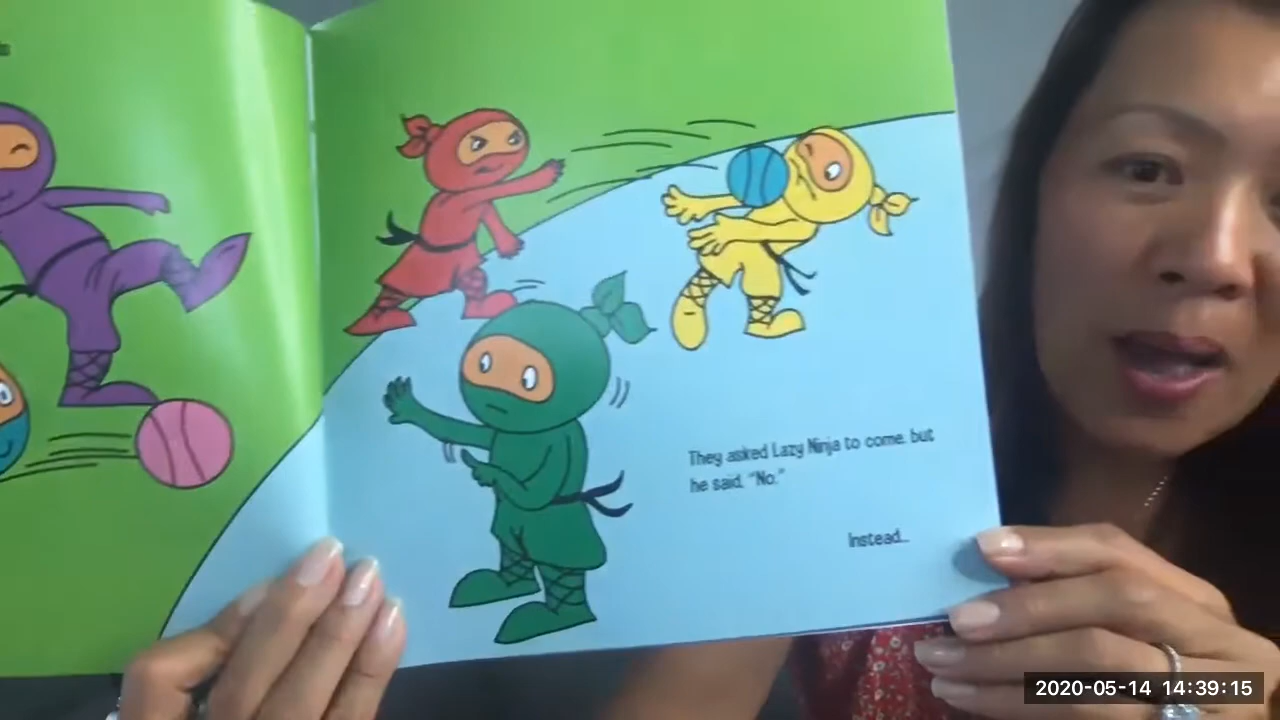 They asked Lazy Ninja to come, but
he said, "No."
Instead...
2020-05-14 14:39:15